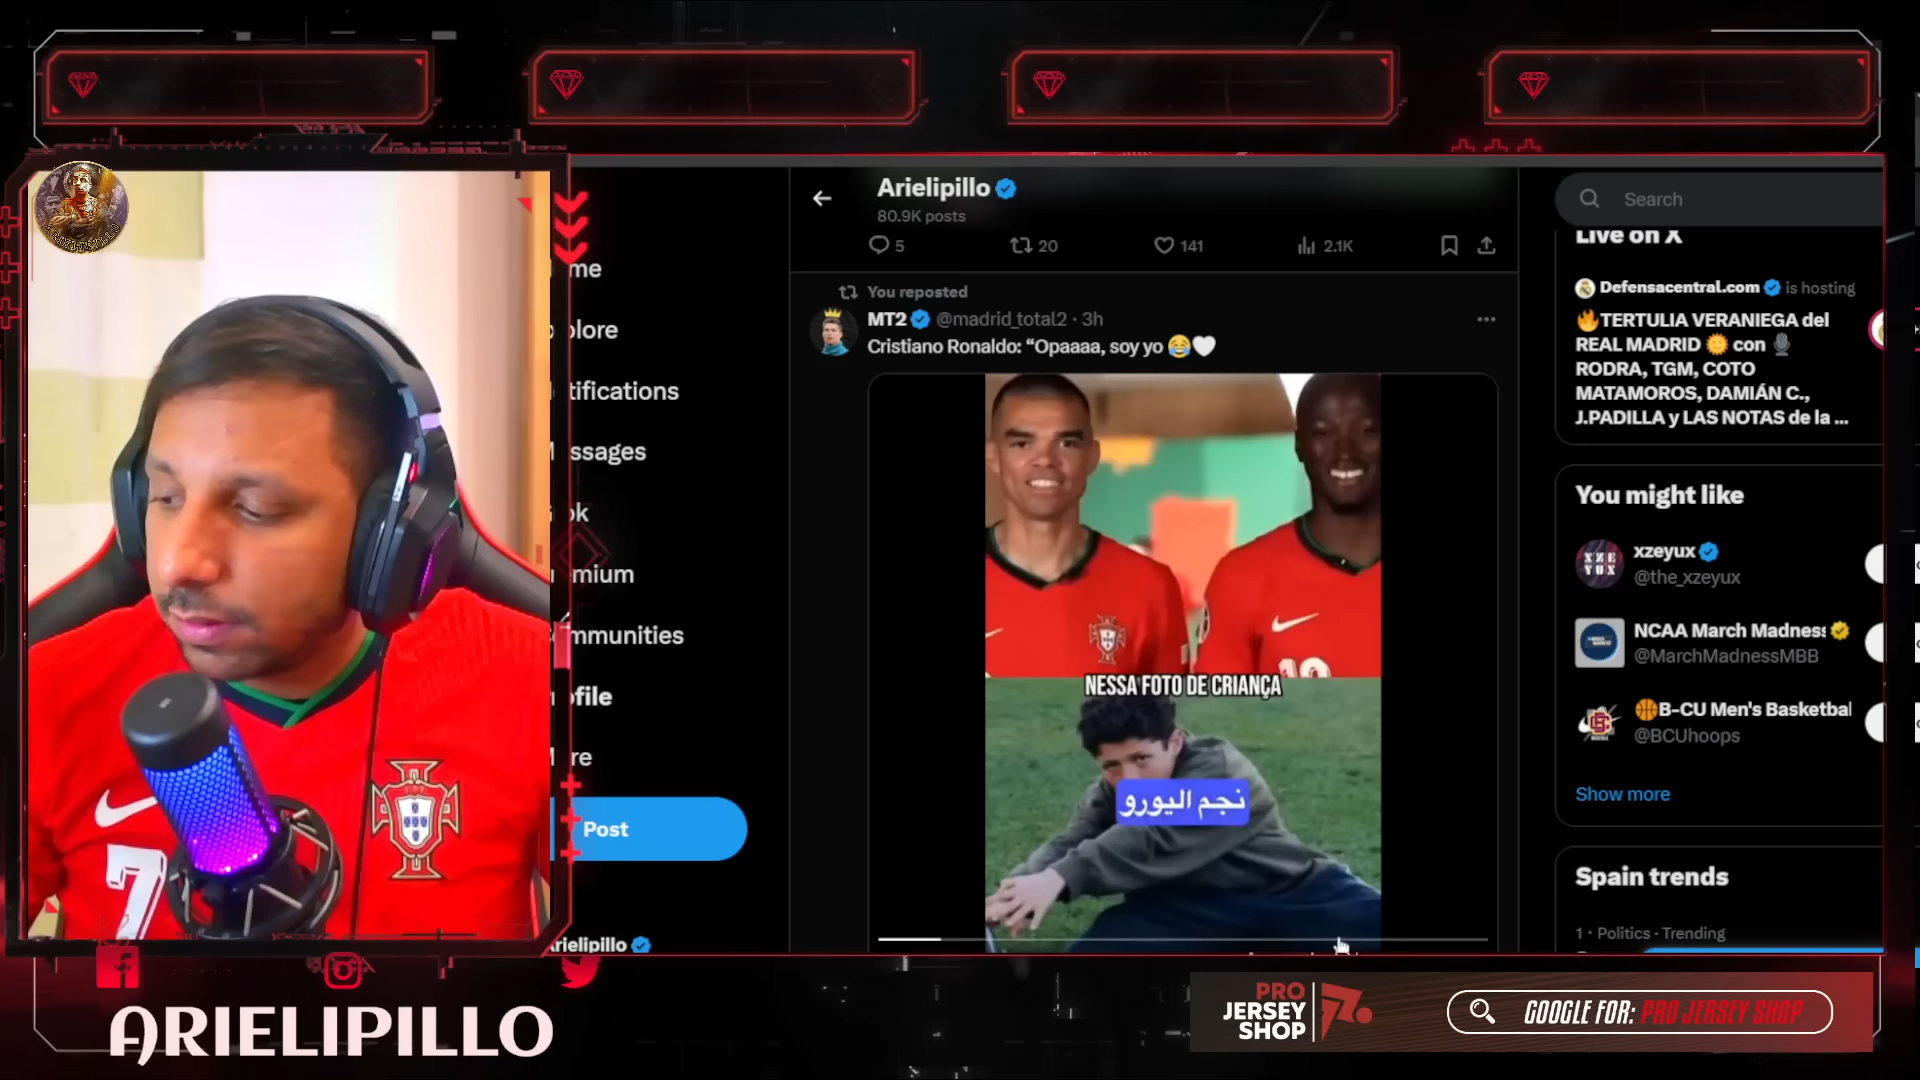 Arielipillo
80.9K posts
5
20
141
2.1K
You reposted
MT2 @madrid_total2 · 3h
Cristiano Ronaldo: “Opaaaa, soy yo 😂🤍
NESSA FOTO DE CRIANÇA
نجم اليورو
me
plore
tifications
ssages
ok
mium
mmunities
ofile
re
Post
rielipillo
Search
Live on X
Defensacentral.com is hosting
🔥TERTULIA VERANIEGA del
REAL MADRID 🌞 con 🎙️
RODRA, TGM, COTO
MATAMOROS, DAMIÁN C.,
J.PADILLA y LAS NOTAS de la ...
You might like
XZE
YUX
xzeyux
@the_xzeyux
NCAA March Madness
@MarchMadnessMBB
🏀B-CU Men's Basketbal
@BCUhoops
Show more
Spain trends
1 · Politics · Trending
7
ARIELIPILLO
PRO
JERSEY
SHOP
GOOGLE FOR: PRO JERSEY SHOP